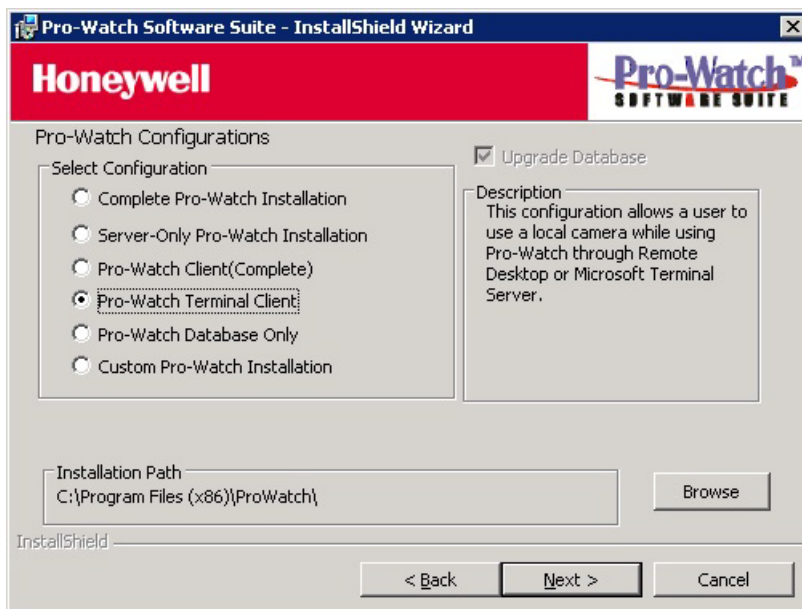 Pro-Watch Software Suite - InstallShield Wizard
Honeywell
Pro-Watch™
SOFTWARE SUITE
Pro-Watch Configurations
Select Configuration
Complete Pro-Watch Installation
Server-Only Pro-Watch Installation
Pro-Watch Client(Complete)
Pro-Watch Terminal Client
Pro-Watch Database Only
Custom Pro-Watch Installation
Upgrade Database
Description
This configuration allows a user to
use a local camera while using
Pro-Watch through Remote
Desktop or Microsoft Terminal
Server.
Installation Path
C:\Program Files (x86)\ProWatch\
Browse
InstallShield
< Back
Next >
Cancel